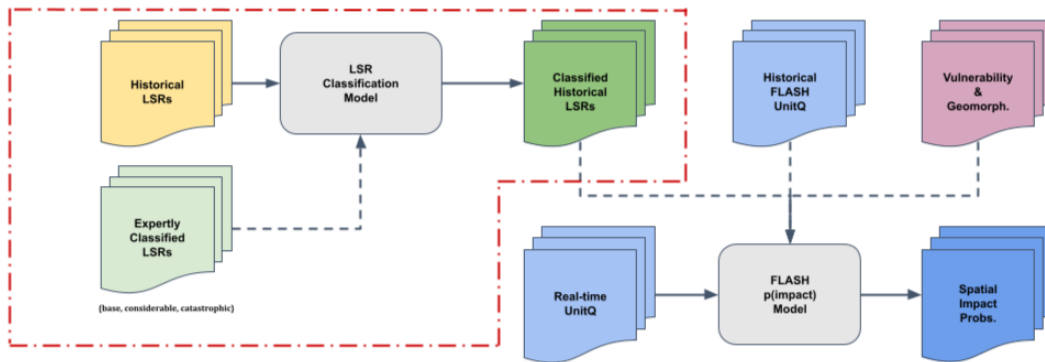 Historical
LSRs
LSR
Classification
Model
Classified
Historical
LSRs
Historical
FLASH
UnitQ
Vulnerability
&
Geomorph.
Expertly
Classified
LSRs
(base, considerable, catastrophic)
Real-time
UnitQ
FLASH
p(impact)
Model
Spatial
Impact
Probs.